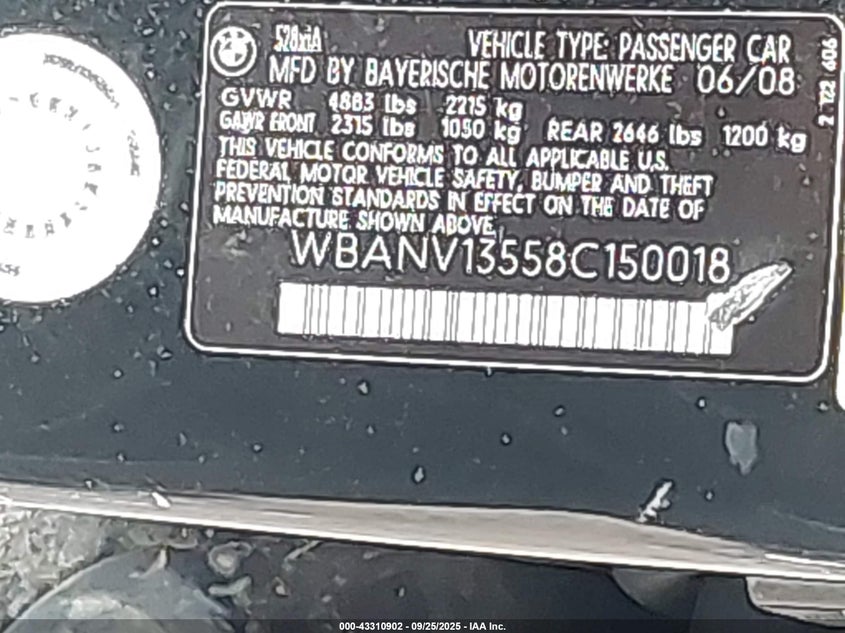 528xiA
VEHICLE TYPE: PASSENGER CAR
MFD BY BAYERISCHE MOTORENWERKE 06/08
GVWR 4883 lbs 2215 kg
GAWR FRONT 2315 lbs 1050 kg REAR 2646 lbs 1200 kg
THIS VEHICLE CONFORMS TO ALL APPLICABLE U.S.
FEDERAL MOTOR VEHICLE SAFETY, BUMPER AND THEFT
PREVENTION STANDARDS IN EFFECT ON THE DATE OF
MANUFACTURE SHOWN ABOVE.
WBANV13558C150018
2 122 606
000-43310902 - 09/25/2025 - IAA Inc.